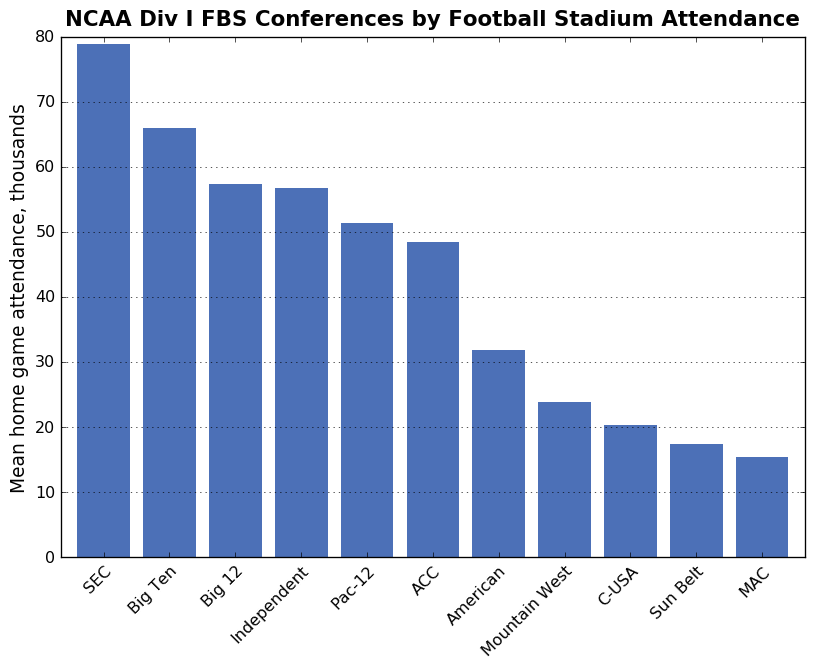 NCAA Div I FBS Conferences by Football Stadium Attendance
Mean home game attendance, thousands
80
70
60
50
40
30
20
10
0
SEC
Big Ten
Big 12
Independent
Pac-12
ACC
American
Mountain West
C-USA
Sun Belt
MAC